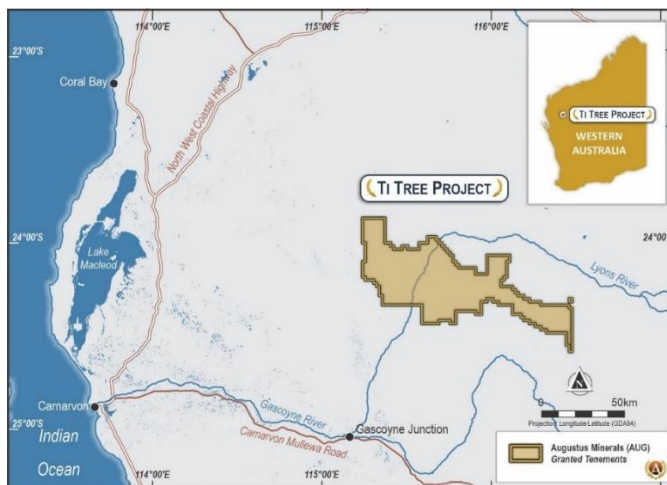 114°00'E
115°00'E
116°00'E
23°00'S
Coral Bay
North West Coastal Highway
TI TREE PROJECT
WESTERN
AUSTRALIA
TI TREE PROJECT
24°00'S
24°0
Lake
Macleod
Lyons River
Carnarvon
Gascoyne River
Gascoyne Junction
Carnarvon Mullewa Road
25°00'S
Indian
Ocean
N
0 50km
Projection: Longitude Latitude (GDA94)
Augustus Minerals (AUG)
Granted Tenements
114°00'E
115°00'E
116°00'E